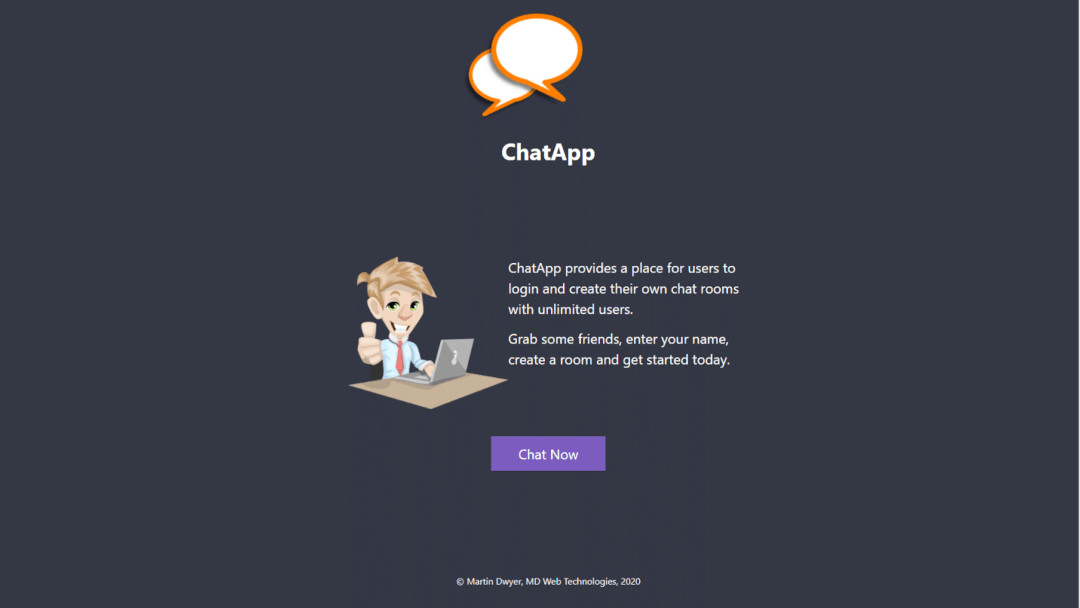 ChatApp
ChatApp provides a place for users to
login and create their own chat rooms
with unlimited users.
Grab some friends, enter your name,
create a room and get started today.
Chat Now
© Martin Dwyer, MD Web Technologies, 2020